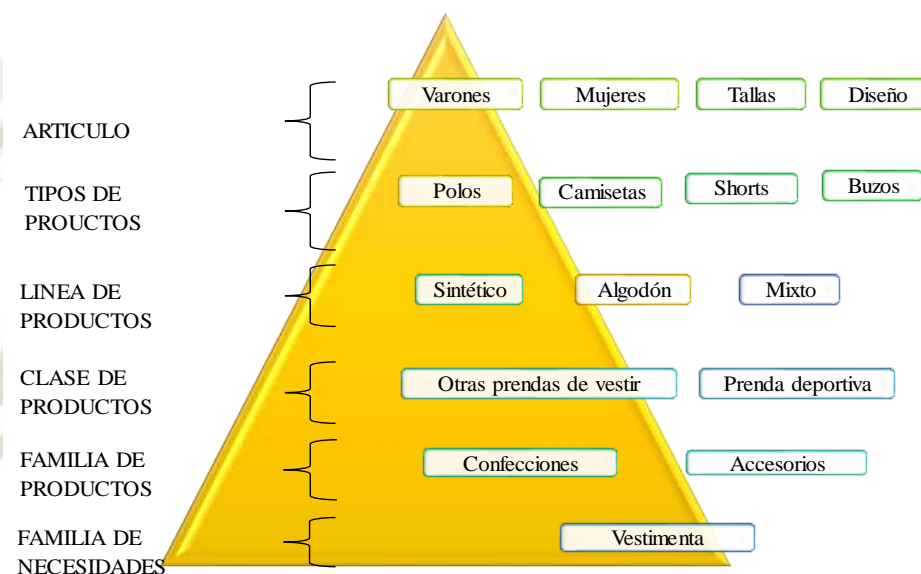 Varones Mujeres Tallas Diseño
ARTICULO
TIPOS DE
PROUCTOS
Polos Camisetas Shorts Buzos
LINEA DE
PRODUCTOS
Sintético Algodón Mixto
CLASE DE
PRODUCTOS
Otras prendas de vestir Prenda deportiva
FAMILIA DE
PRODUCTOS
Confecciones Accesorios
FAMILIA DE
NECESIDADES
Vestimenta